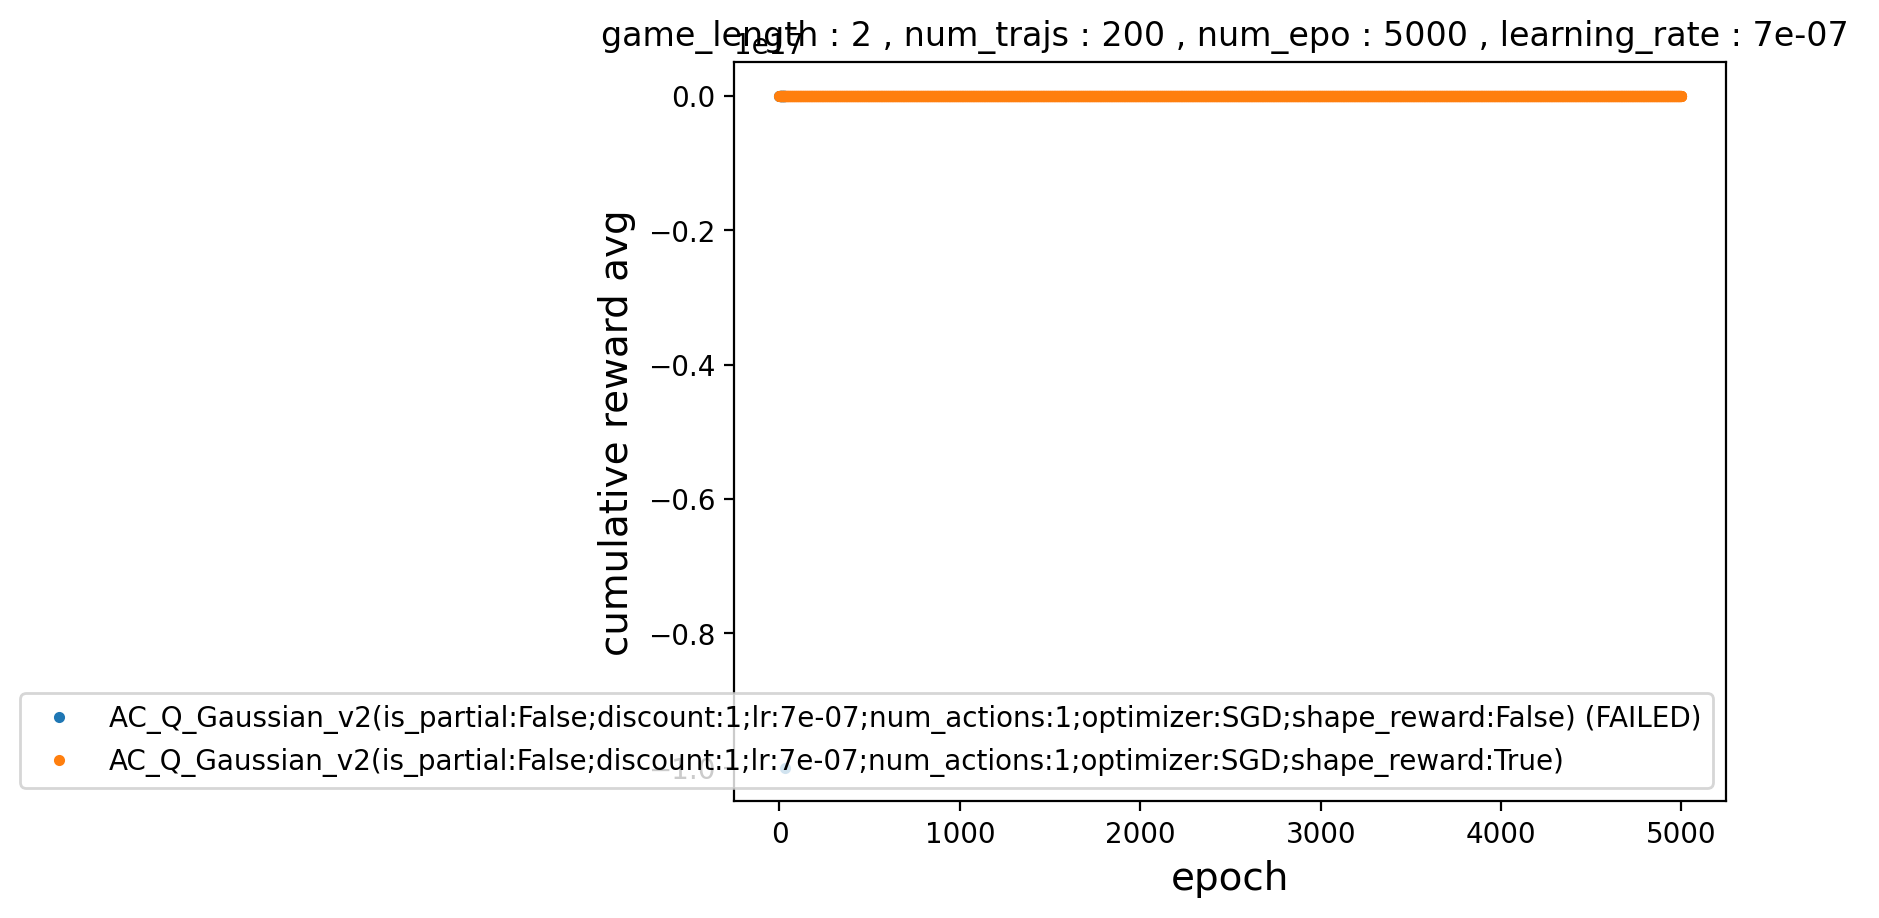 game_length : 2 , num_trajs : 200 , num_epo : 5000 , learning_rate : 7e-07
1e17
0.0
−0.2
−0.4
−0.6
−0.8
−1.0
cumulative reward avg
AC_Q_Gaussian_v2(is_partial:False;discount:1;lr:7e-07;num_actions:1;optimizer:SGD;shape_reward:False) (FAILED)
AC_Q_Gaussian_v2(is_partial:False;discount:1;lr:7e-07;num_actions:1;optimizer:SGD;shape_reward:True)
0 1000 2000 3000 4000 5000
epoch